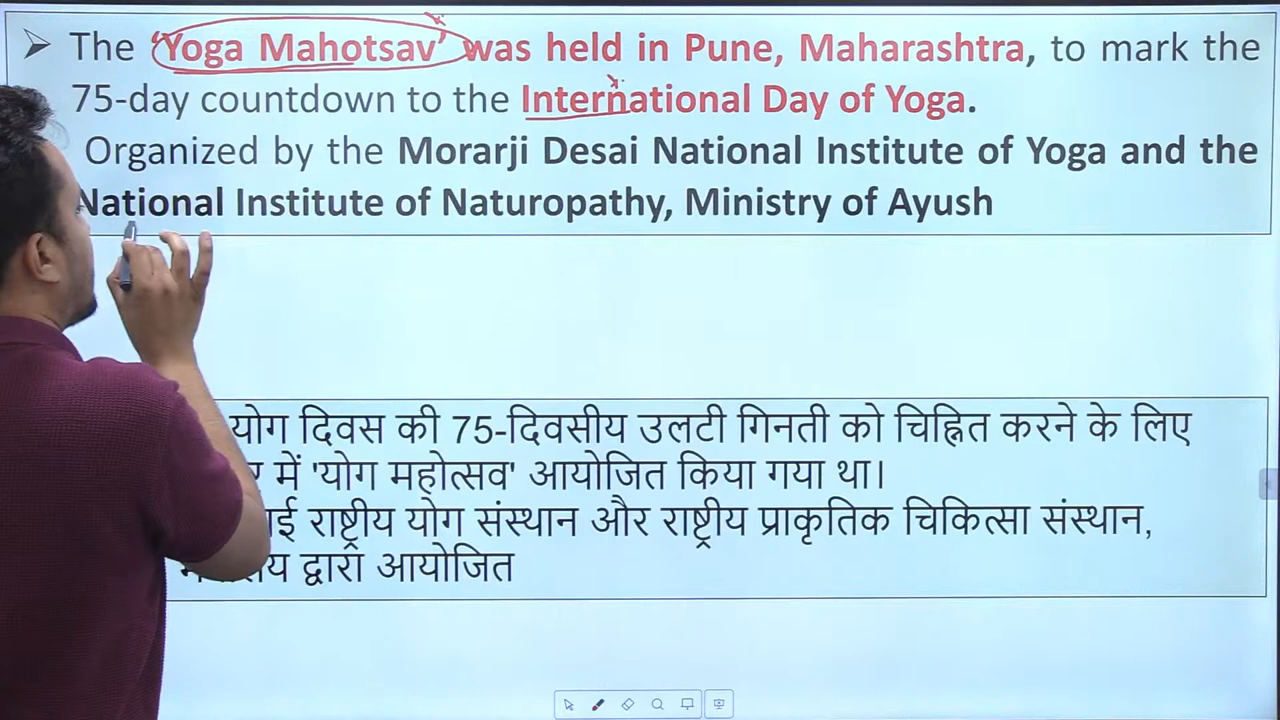 The 'Yoga Mahotsav' was held in Pune, Maharashtra, to mark the
75-day countdown to the International Day of Yoga.
Organized by the Morarji Desai National Institute of Yoga and the
National Institute of Naturopathy, Ministry of Ayush
योग दिवस की 75-दिवसीय उलटी गिनती को चिह्नित करने के लिए
में 'योग महोत्सव' आयोजित किया गया था।
राष्ट्रीय योग संस्थान और राष्ट्रीय प्राकृतिक चिकित्सा संस्थान,
द्वारा आयोजित